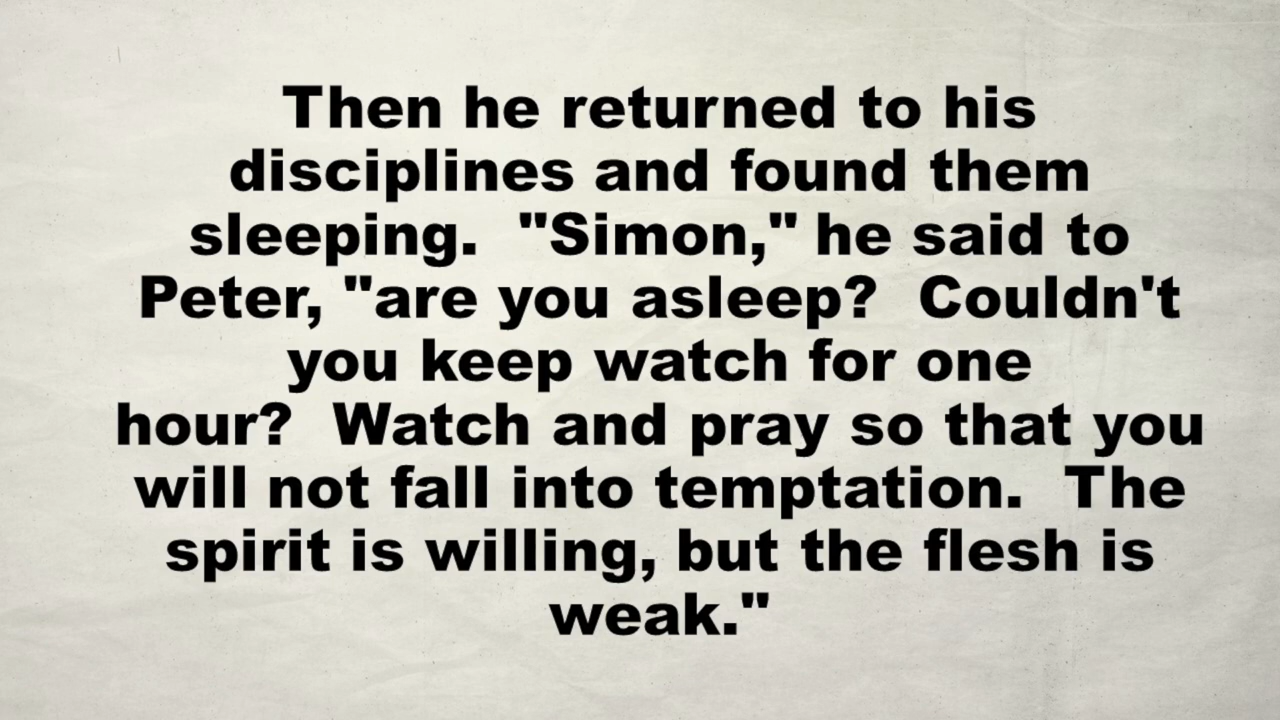 Then he returned to his
disciplines and found them
sleeping.  "Simon," he said to
Peter, "are you asleep?  Couldn't
you keep watch for one
hour?  Watch and pray so that you
will not fall into temptation.  The
spirit is willing, but the flesh is
weak."